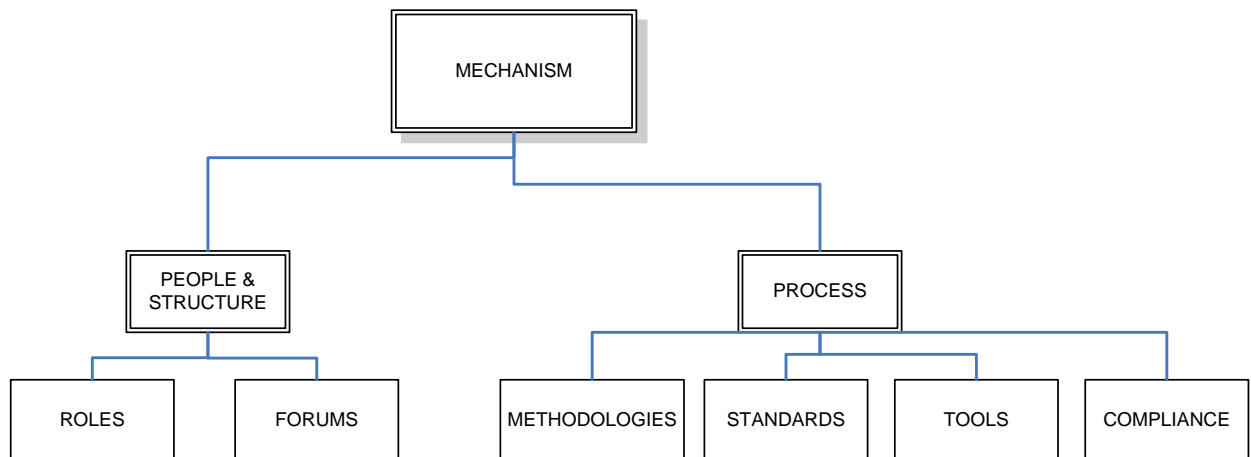 MECHANISM
PEOPLE &
STRUCTURE
PROCESS
ROLES
FORUMS
METHODOLOGIES
STANDARDS
TOOLS
COMPLIANCE